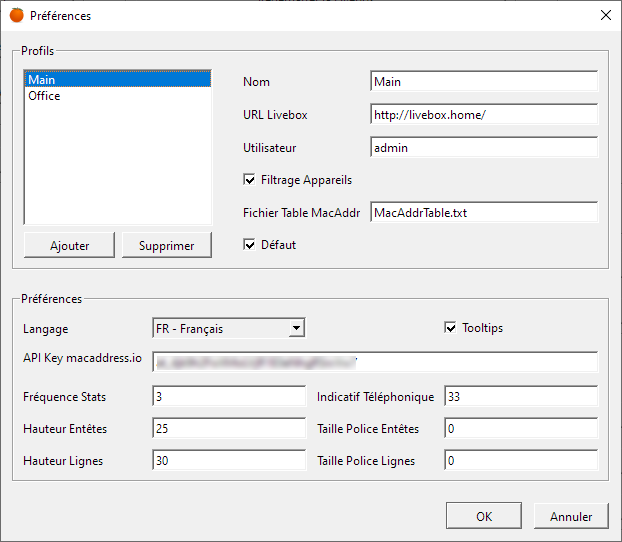 Préférences
Profils
Main
Office
Nom
Main
URL Livebox
http://livebox.home/
Utilisateur
admin
Filtrage Appareils
Fichier Table MacAddr
MacAddrTable.txt
Ajouter
Supprimer
Défaut
Préférences
Langage
FR - Français
Tooltips
API Key macaddress.io
Fréquence Stats
3
Indicatif Téléphonique
33
Hauteur Entêtes
25
Taille Police Entêtes
0
Hauteur Lignes
30
Taille Police Lignes
0
OK
Annuler